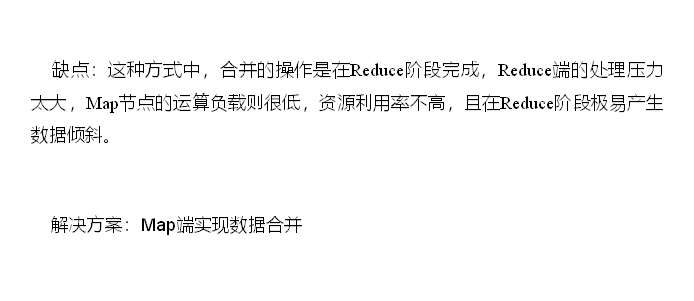 缺点：这种方式中，合并的操作是在Reduce阶段完成，Reduce端的处理压力
太大，Map节点的运算负载则很低，资源利用率不高，且在Reduce阶段极易产生
数据倾斜。
解决方案：Map端实现数据合并